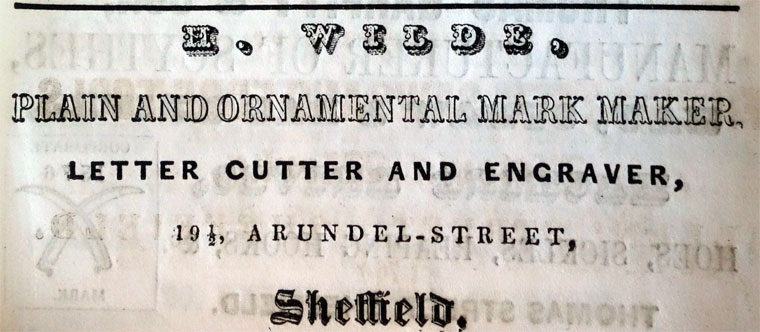 H. WILDE,
PLAIN AND ORNAMENTAL MARK MAKER,
LETTER CUTTER AND ENGRAVER,
19½, ARUNDEL-STREET,
Sheffield.